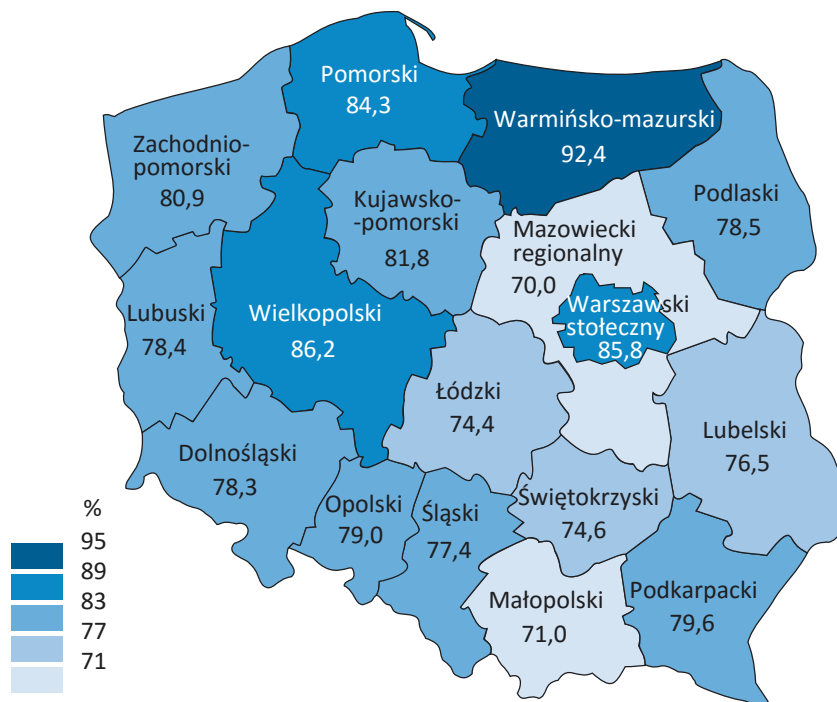 Pomorski
84,3
Warmińsko-mazurski
92,4
Zachodnio-
pomorski
80,9
Kujawsko-
-pomorski
81,8
Podlaski
78,5
Mazowiecki
regionalny
70,0
Warszawski
stołeczny
85,8
Lubuski
78,4
Wielkopolski
86,2
Łódzki
74,4
Lubelski
76,5
Dolnośląski
78,3
Opolski
79,0
Śląski
77,4
Świętokrzyski
74,6
Małopolski
71,0
Podkarpacki
79,6
%
95
89
83
77
71